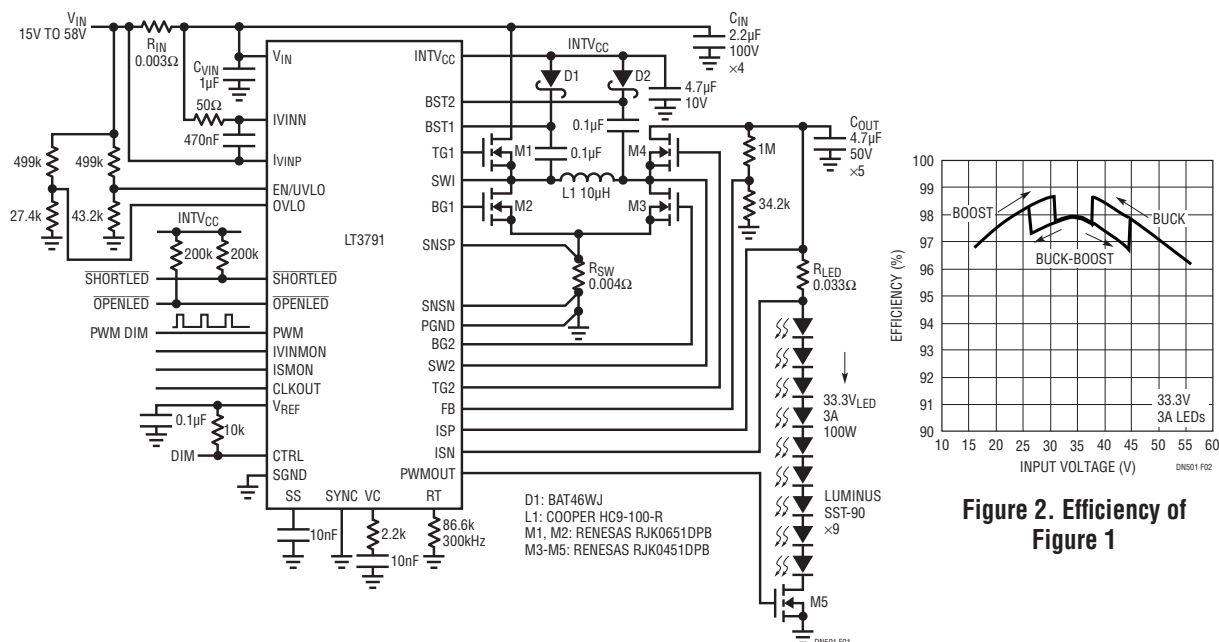 VIN
15V TO 58V
RIN
0.003Ω
CVIN
1µF
50Ω
470nF
499k
499k
27.4k
43.2k
INTVCC
200k
200k
SHORTLED
OPENLED
PWM DIM
0.1µF
10k
DIM
VIN
IVINN
IVINP
EN/UVLO
OVLO
SHORTLED
OPENLED
PWM
IVINMON
ISMON
CLKOUT
VREF
CTRL
SGND
SS
SYNC
VC
RT
LT3791
INTVCC
BST2
BST1
TG1
SWI
BG1
SNSP
SNSN
PGND
BG2
SW2
TG2
FB
ISP
ISN
PWMOUT
10nF
2.2k
10nF
86.6k
300kHz
INTVCC
D1
D2
4.7µF
10V
0.1µF
0.1µF
M1
M4
L1 10µH
M2
M3
RSW
0.004Ω
CIN
2.2µF
100V
×4
COUT
4.7µF
50V
×5
1M
34.2k
RLED
0.033Ω
33.3VLED
3A
100W
LUMINUS
SST-90
×9
M5
D1: BAT46WJ
L1: COOPER HC9-100-R
M1, M2: RENESAS RJK0651DPB
M3-M5: RENESAS RJK0451DPB
DN501 F01
EFFICIENCY (%)
100
99
98
97
96
95
94
93
92
91
90
BOOST
BUCK
BUCK-BOOST
33.3V
3A LEDs
10 15 20 25 30 35 40 45 50 55 60
INPUT VOLTAGE (V)
DN501 F02
Figure 2. Efficiency of
Figure 1